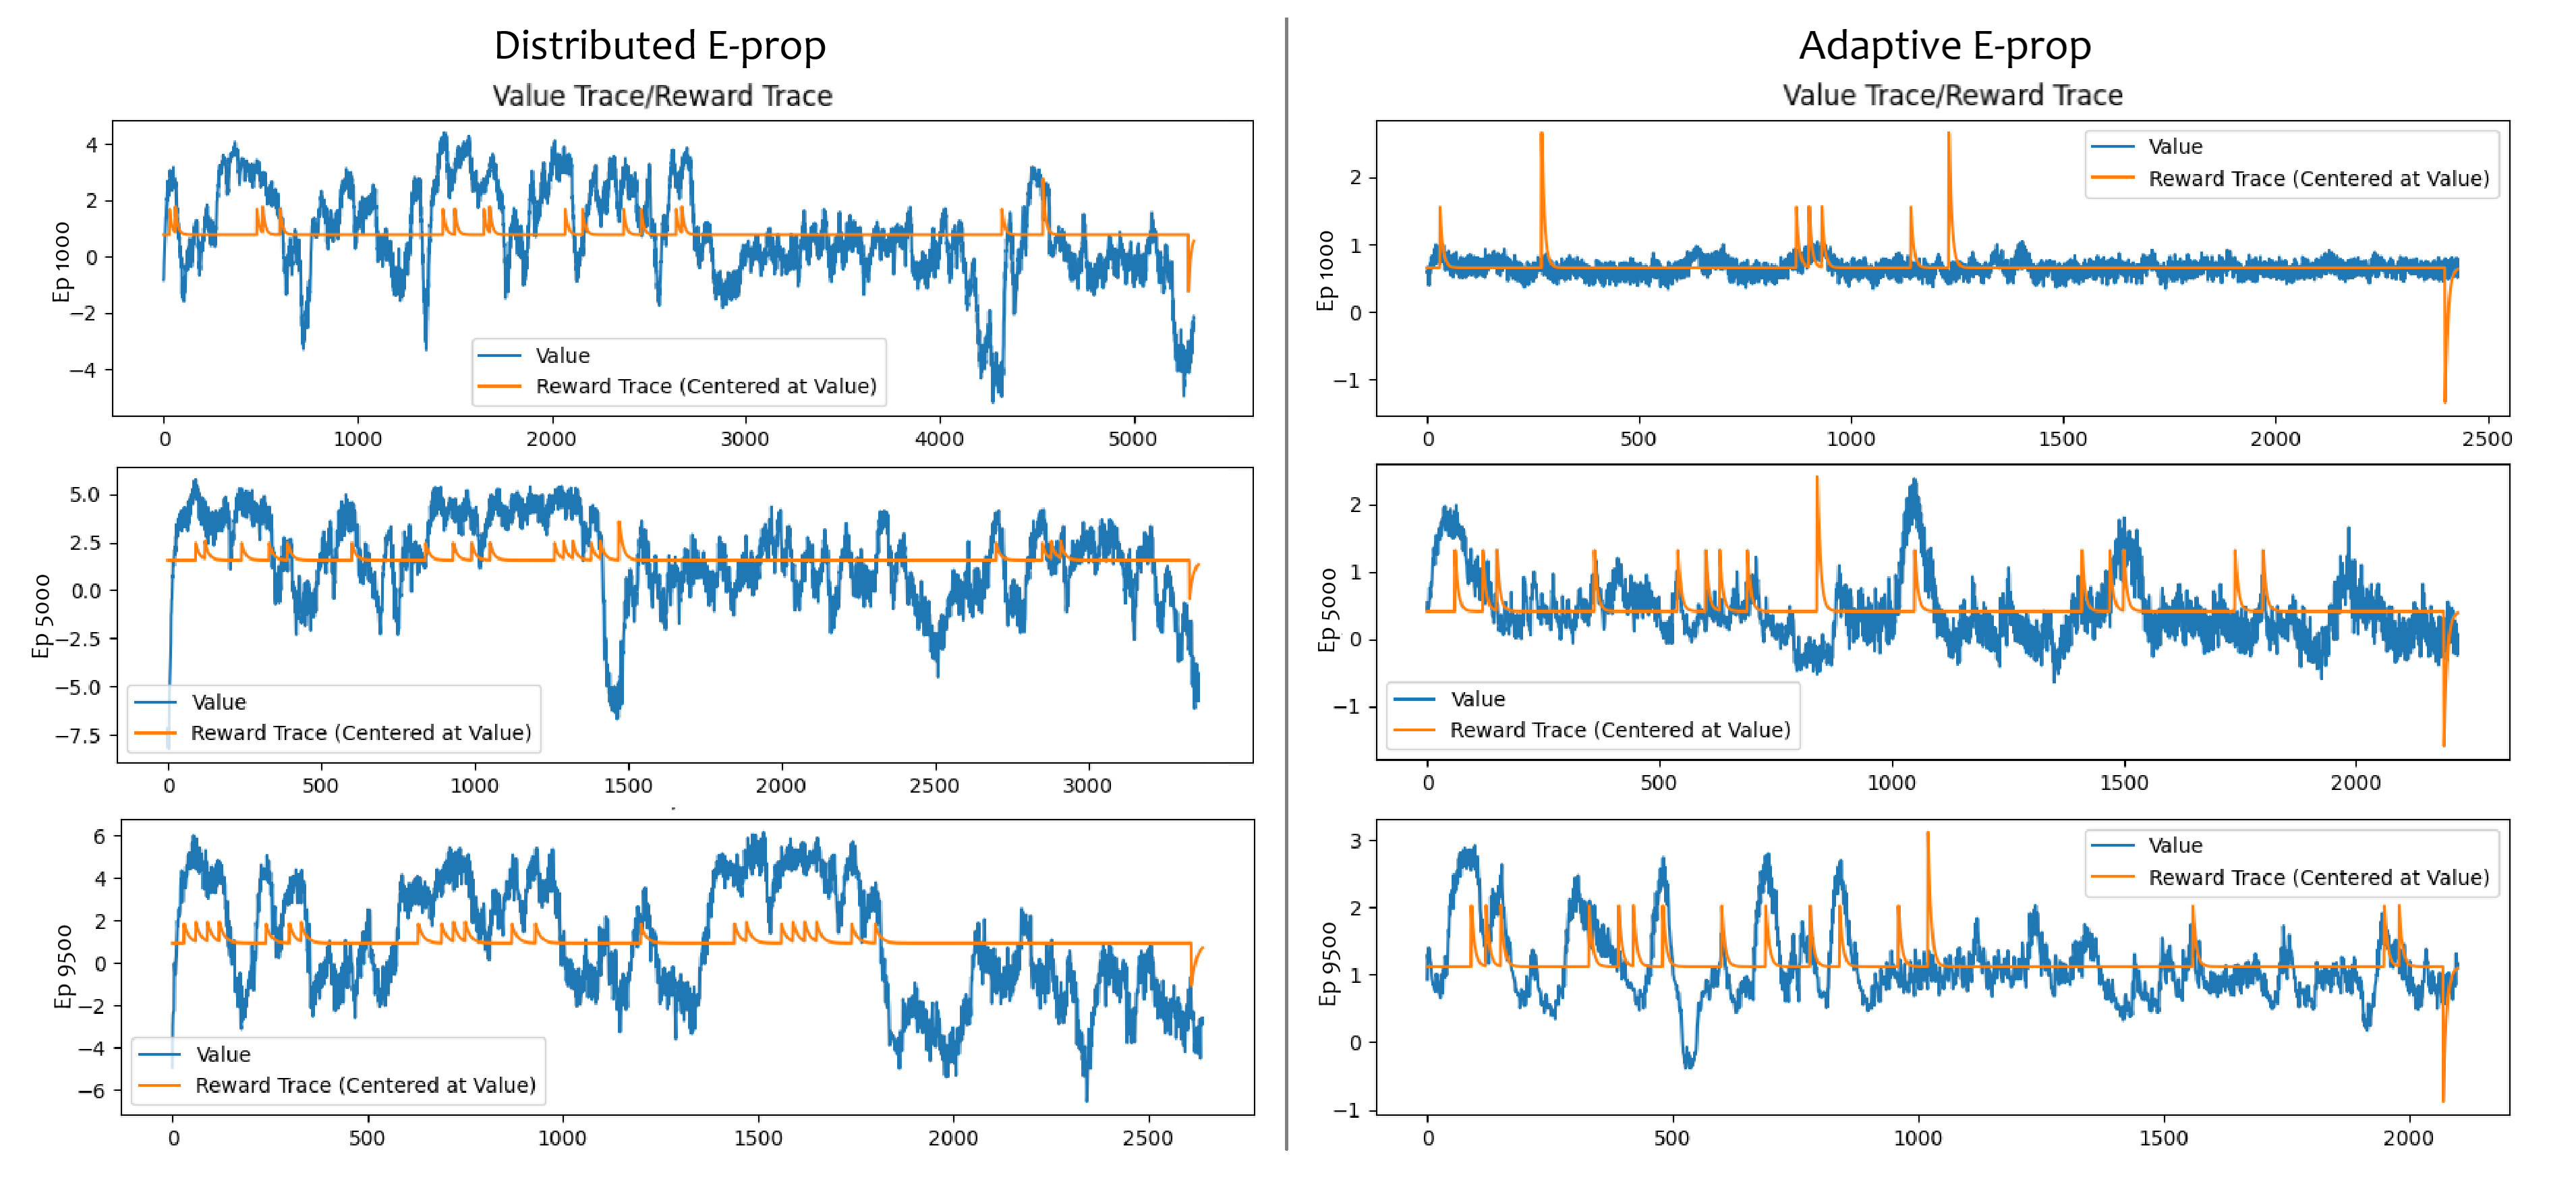 Distributed E-prop
Value Trace/Reward Trace
Ep 1000
4
2
0
−2
−4
Value
Reward Trace (Centered at Value)
0 1000 2000 3000 4000 5000
Ep 5000
5.0
2.5
0.0
−2.5
−5.0
−7.5
Value
Reward Trace (Centered at Value)
0 500 1000 1500 2000 2500 3000
Ep 9500
6
4
2
0
−2
−4
−6
Value
Reward Trace (Centered at Value)
0 500 1000 1500 2000 2500
Adaptive E-prop
Value Trace/Reward Trace
Ep 1000
2
1
0
−1
Value
Reward Trace (Centered at Value)
0 500 1000 1500 2000 2500
Ep 5000
2
1
0
−1
Value
Reward Trace (Centered at Value)
0 500 1000 1500 2000
Ep 9500
3
2
1
0
−1
Value
Reward Trace (Centered at Value)
0 500 1000 1500 2000